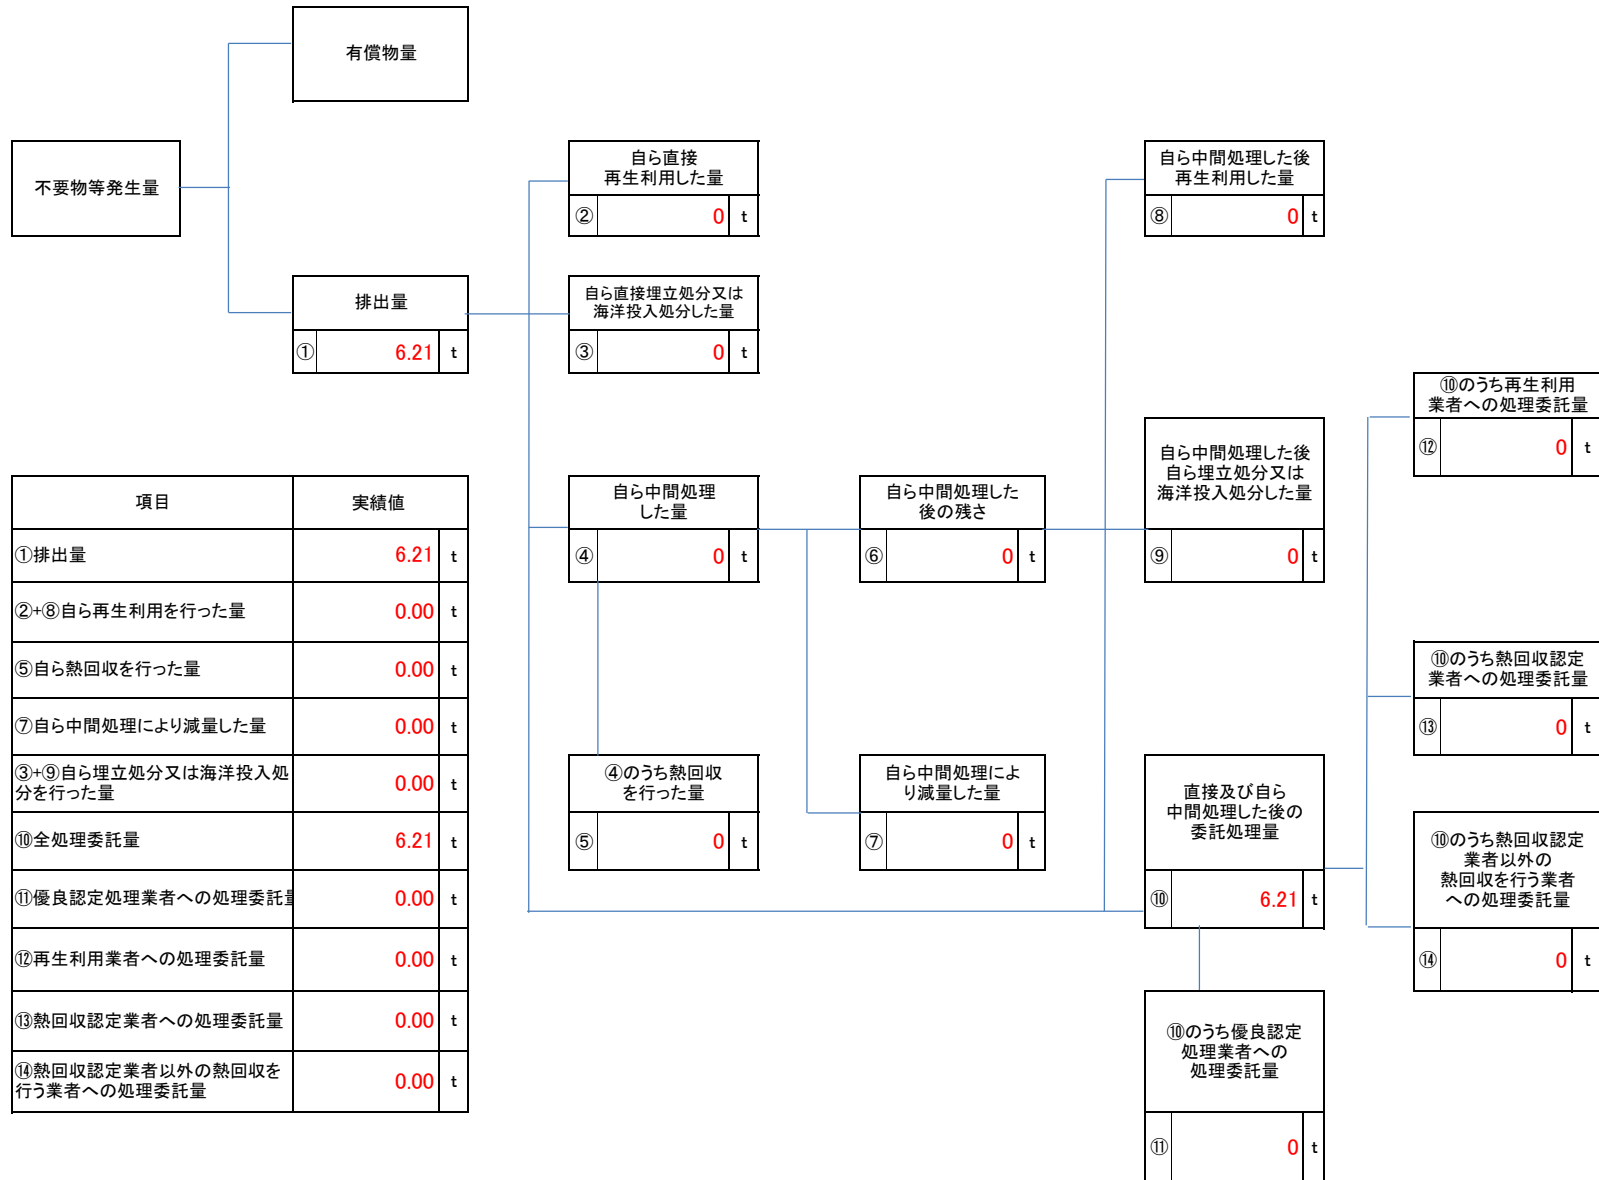 有償物量
不要物等発生量
排出量
① 6.21 t
自ら直接
再生利用した量
② 0 t
自ら直接埋立処分又は
海洋投入処分した量
③ 0 t
自ら中間処理
した量
④ 0 t
④のうち熱回収
を行った量
⑤ 0 t
自ら中間処理した
後の残さ
⑥ 0 t
自ら中間処理によ
り減量した量
⑦ 0 t
自ら中間処理した後
再生利用した量
⑧ 0 t
自ら中間処理した後
自ら埋立処分又は
海洋投入処分した量
⑨ 0 t
直接及び自ら
中間処理した後の
委託処理量
⑩ 6.21 t
⑩のうち優良認定
処理業者への
処理委託量
⑪ 0 t
⑩のうち再生利用
業者への処理委託量
⑫ 0 t
⑩のうち熱回収認定
業者への処理委託量
⑬ 0 t
⑩のうち熱回収認定
業者以外の
熱回収を行う業者
への処理委託量
⑭ 0 t
項目 実績値
①排出量 6.21 t
②+⑧自ら再生利用を行った量 0.00 t
⑤自ら熱回収を行った量 0.00 t
⑦自ら中間処理により減量した量 0.00 t
③+⑨自ら埋立処分又は海洋投入処
分を行った量 0.00 t
⑩全処理委託量 6.21 t
⑪優良認定処理業者への処理委託量 0.00 t
⑫再生利用業者への処理委託量 0.00 t
⑬熱回収認定業者への処理委託量 0.00 t
⑭熱回収認定業者以外の熱回収を
行う業者への処理委託量 0.00 t